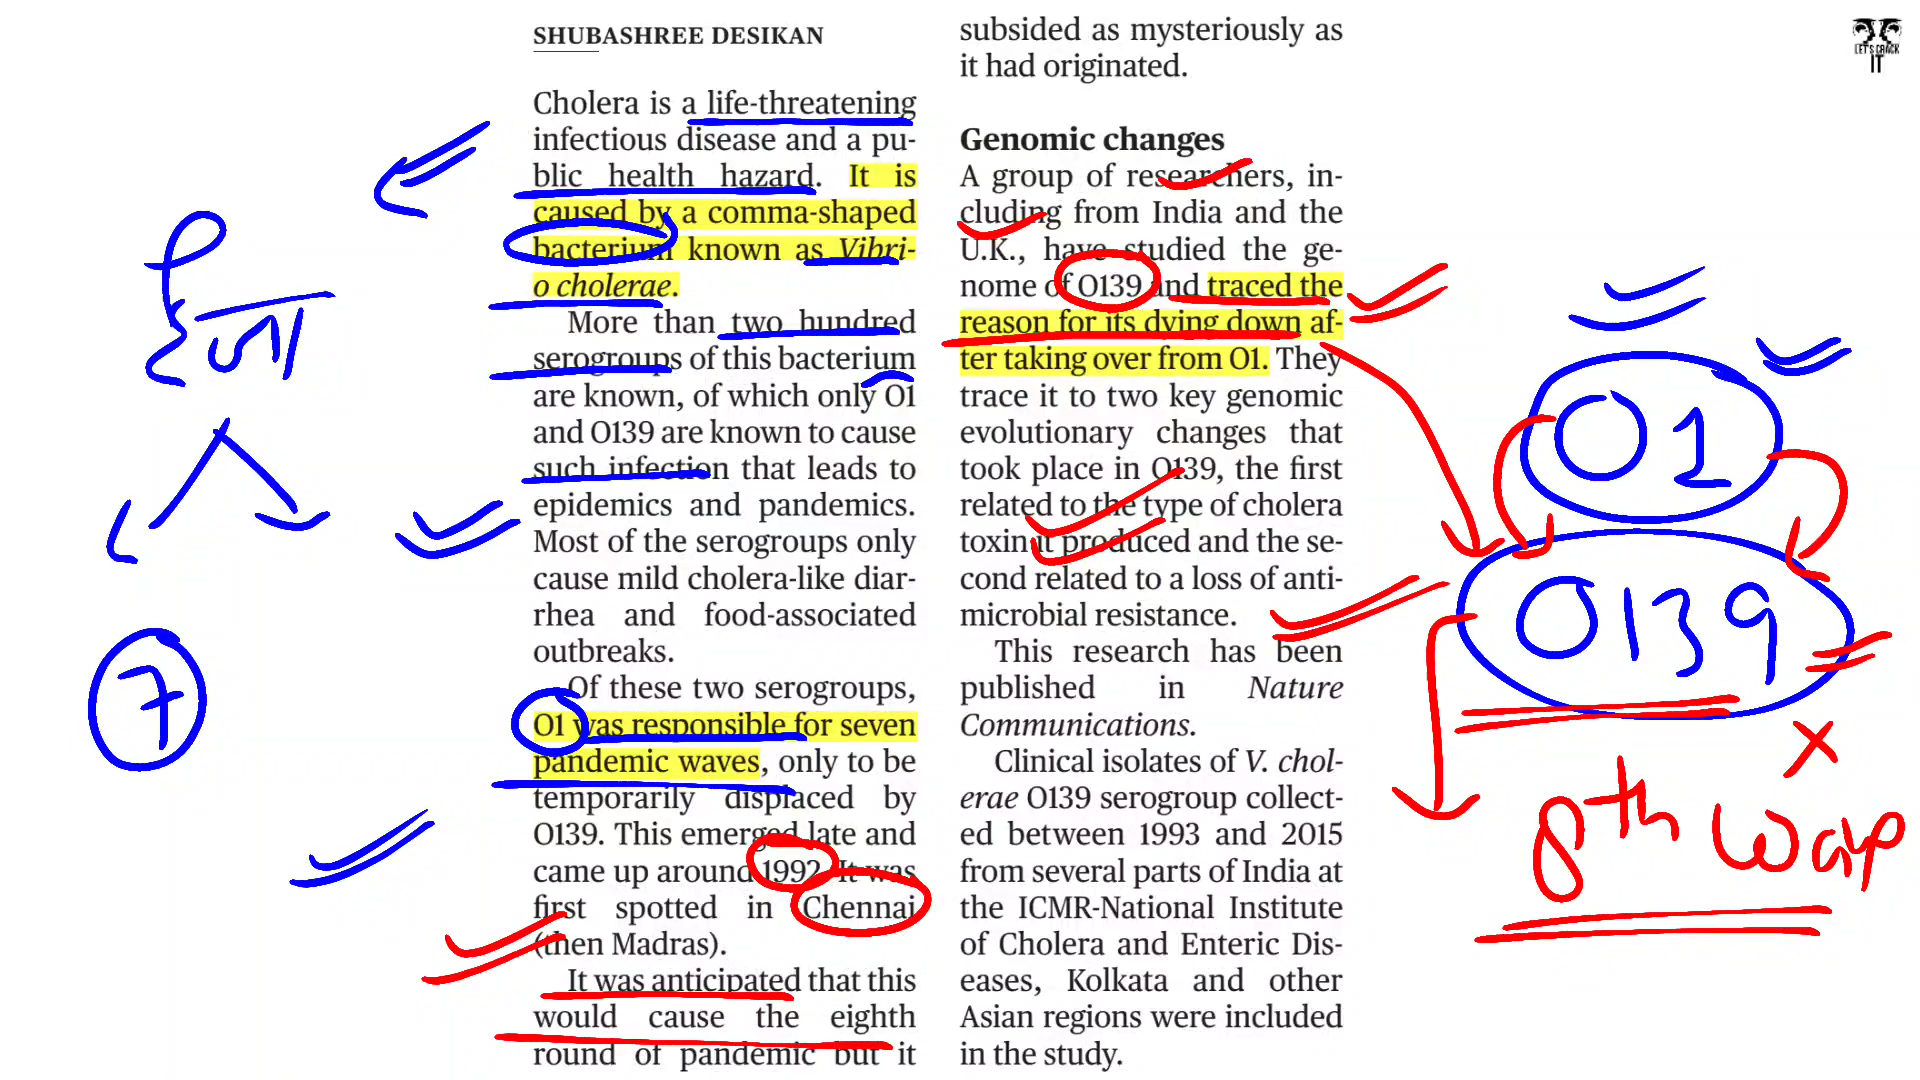 SHUBASHREE DESIKAN
Cholera is a life-threatening
infectious disease and a pu-
blic health hazard. It is
caused by a comma-shaped
bacterium known as Vibri-
o cholerae.
More than two hundred
serogroups of this bacterium
are known, of which only O1
and O139 are known to cause
such infection that leads to
epidemics and pandemics.
Most of the serogroups only
cause mild cholera-like diar-
rhea and food-associated
outbreaks.
Of these two serogroups,
O1 was responsible for seven
pandemic waves, only to be
temporarily displaced by
O139. This emerged late and
came up around 1992. It was
first spotted in Chennai
(then Madras).
It was anticipated that this
would cause the eighth
round of pandemic but it
subsided as mysteriously as
it had originated.
Genomic changes
A group of researchers, in-
cluding from India and the
U.K., have studied the ge-
nome of O139 and traced the
reason for its dying down af-
ter taking over from O1. They
trace it to two key genomic
evolutionary changes that
took place in O139, the first
related to the type of cholera
toxin it produced and the se-
cond related to a loss of anti-
microbial resistance.
This research has been
published in Nature
Communications.
Clinical isolates of V. chol-
erae O139 serogroup collect-
ed between 1993 and 2015
from several parts of India at
the ICMR-National Institute
of Cholera and Enteric Dis-
eases, Kolkata and other
Asian regions were included
in the study.
हैजा
7
O1
O139
8th
LET'S CRACK
IT